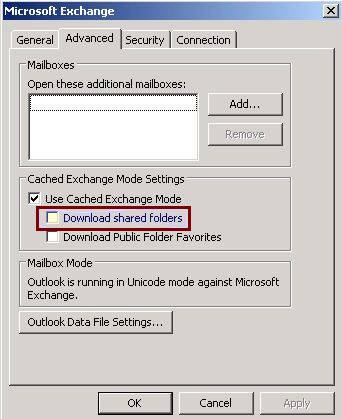 Microsoft Exchange
General
Advanced
Security
Connection
Mailboxes
Open these additional mailboxes:
Add...
Remove
Cached Exchange Mode Settings
Use Cached Exchange Mode
Download shared folders
Download Public Folder Favorites
Mailbox Mode
Outlook is running in Unicode mode against Microsoft
Exchange.
Outlook Data File Settings...
OK
Cancel
Apply